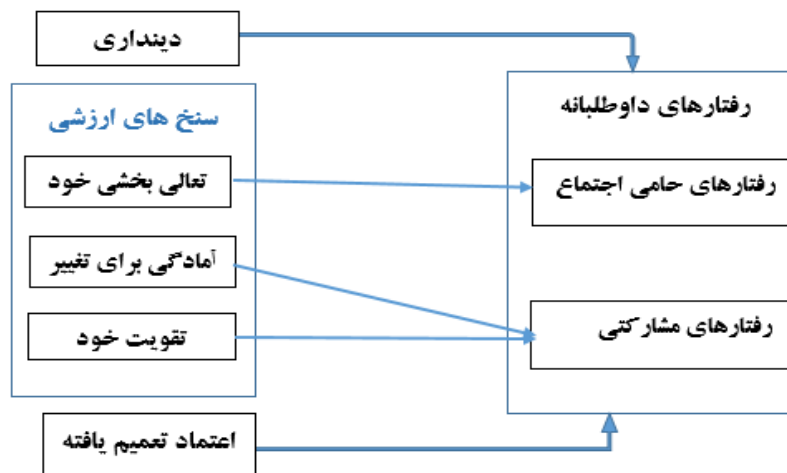 دینداری
رفتارهای داوطلبانه
سنخ های ارزشی
تعالی بخشی خود
رفتارهای حامی اجتماع
آمادگی برای تغییر
رفتارهای مشارکتی
تقویت خود
اعتماد تعمیم یافته